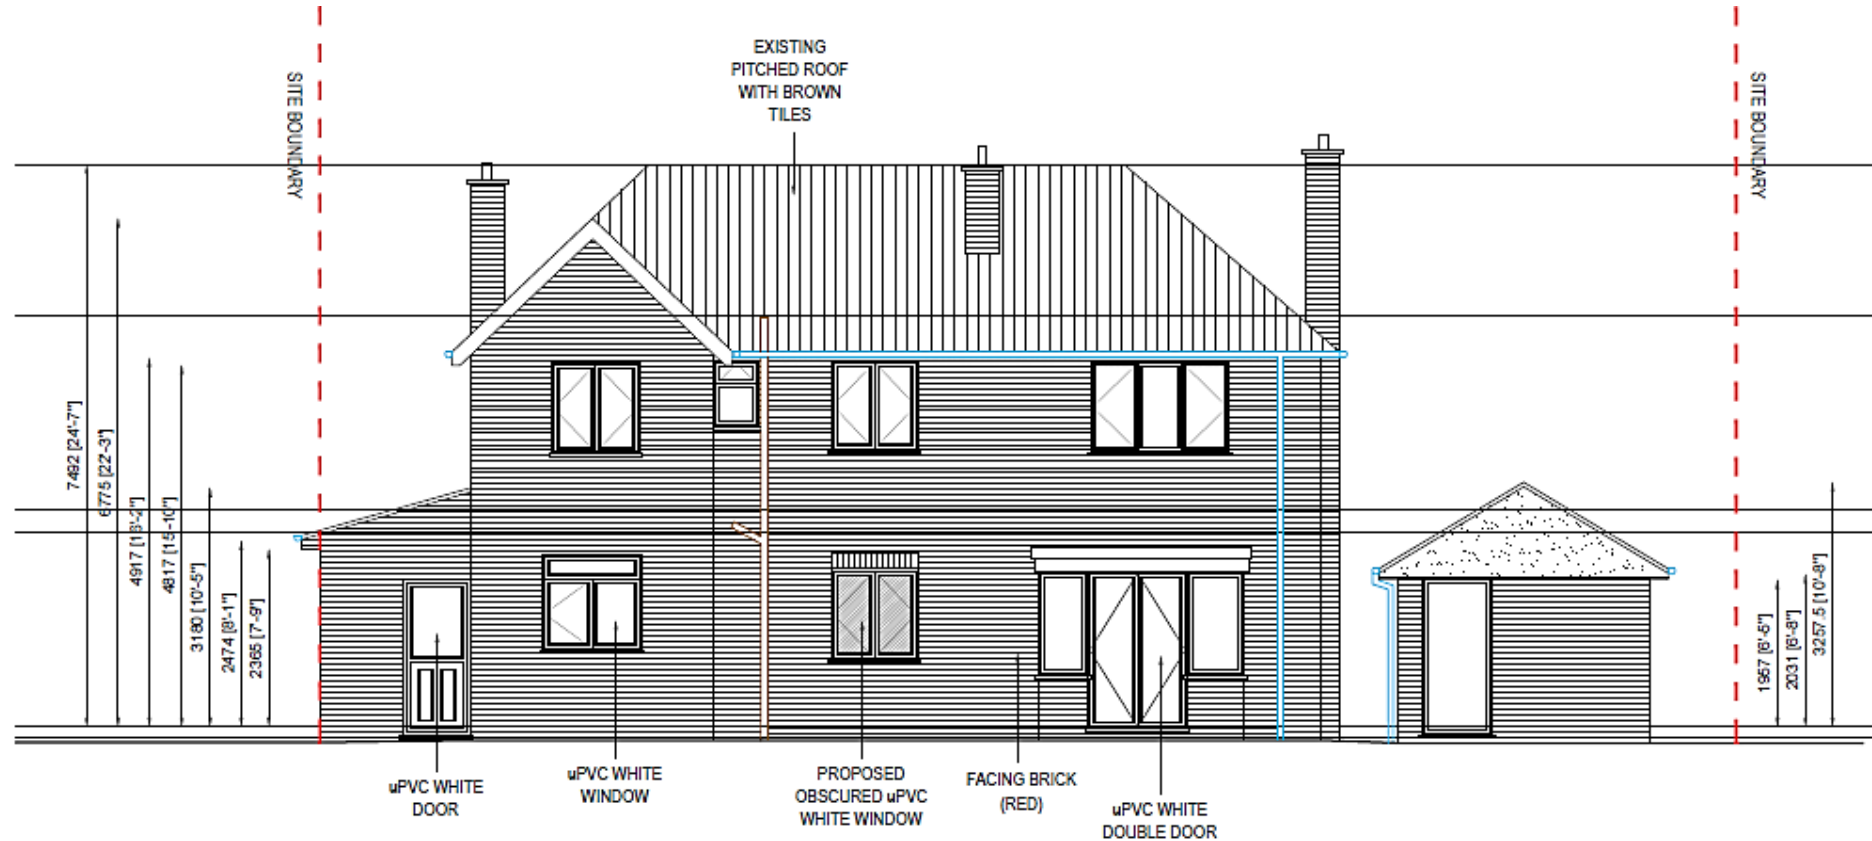 EXISTING
PITCHED ROOF
WITH BROWN
TILES
SITE BOUNDARY
SITE BOUNDARY
7492 [24'-7"]
6775 [22'-3"]
4917 [16'-2"]
4817 [15'-10"]
3180 [10'-5"]
2474 [8'-1"]
2365 [7'-9"]
1957 [6'-5"]
2031 [6'-8"]
3257.5 [10'-8"]
uPVC WHITE
DOOR
uPVC WHITE
WINDOW
PROPOSED
OBSCURED uPVC
WHITE WINDOW
FACING BRICK
(RED)
uPVC WHITE
DOUBLE DOOR